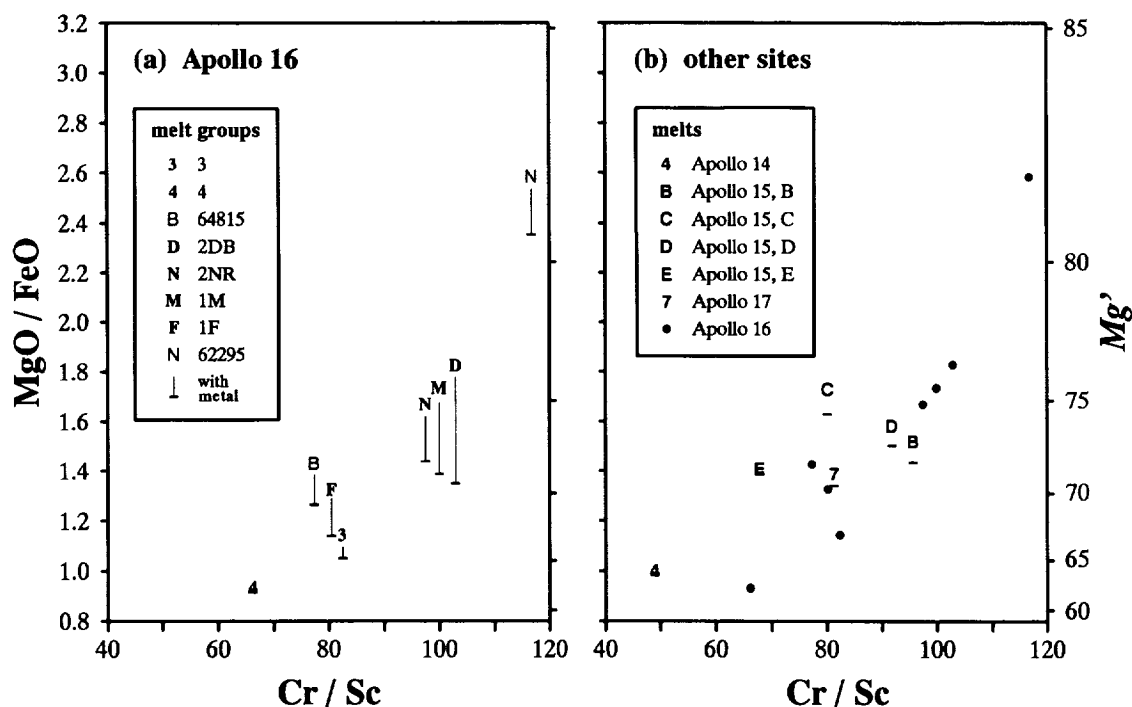 (a) Apollo 16
melt groups
3 3
4 4
B 64815
D 2DB
N 2NR
M 1M
F 1F
N 62295
with
metal
N
D
M
N
B
F
3
4
3.2
3.0
2.8
2.6
2.4
2.2
2.0
1.8
1.6
1.4
1.2
1.0
0.8
MgO / FeO
40 60 80 100 120
Cr / Sc
(b) other sites
melts
4 Apollo 14
B Apollo 15, B
C Apollo 15, C
D Apollo 15, D
E Apollo 15, E
7 Apollo 17
● Apollo 16
C
D
B
E
7
4
85
80
75
70
65
60
Mg’
40 60 80 100 120
Cr / Sc